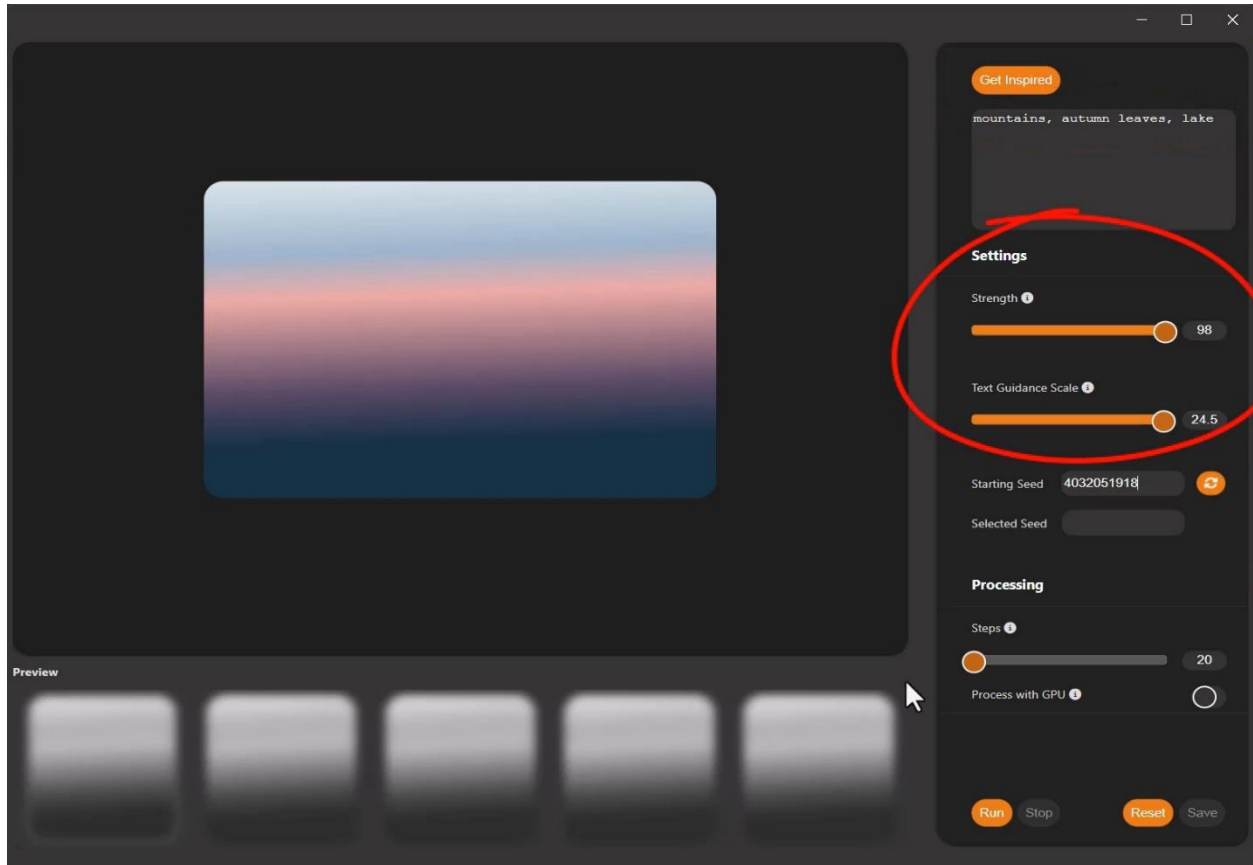 Get Inspired
mountains, autumn leaves, lake
Settings
Strength
98
Text Guidance Scale
24.5
Starting Seed 4032051918
Selected Seed
Processing
Steps
20
Process with GPU
Preview
Run Stop Reset Save